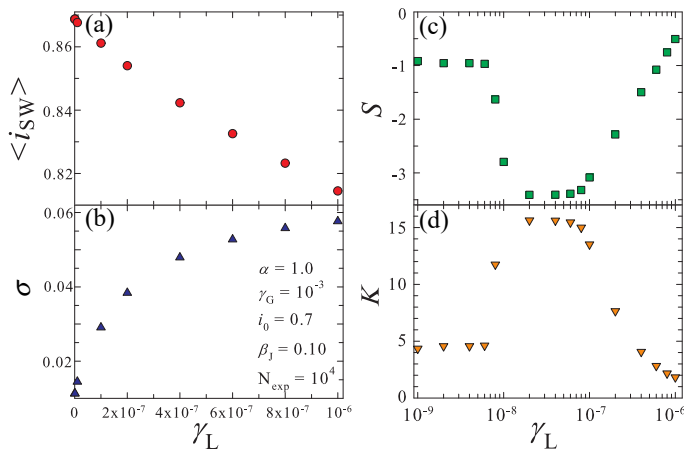 (a)
0.86
0.84
0.82
<i_SW>
(b)
0.06
0.04
0.02
σ
α = 1.0
γ_G = 10^-3
i_0 = 0.7
β_J = 0.10
N_exp = 10^4
0 2x10^-7 4x10^-7 6x10^-7 8x10^-7 10^-6
γ_L
(c)
0
-1
-2
-3
S
(d)
15
10
5
0
K
10^-9 10^-8 10^-7 10^-6
γ_L